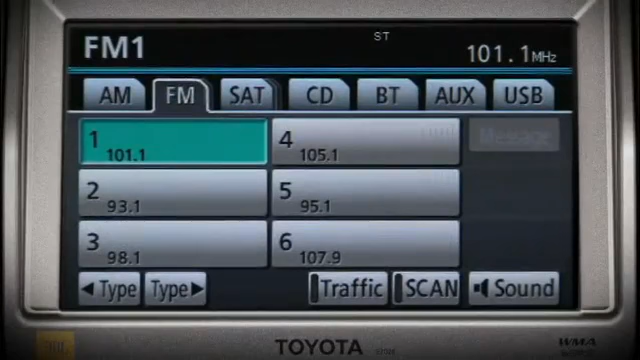 FM1
ST
101.1MHz
AM FM SAT CD BT AUX USB
1 101.1
4 105.1
Message
2 93.1
5 95.1
3 98.1
6 107.9
◀Type Type▶ Traffic SCAN Sound
TOYOTA
WMA